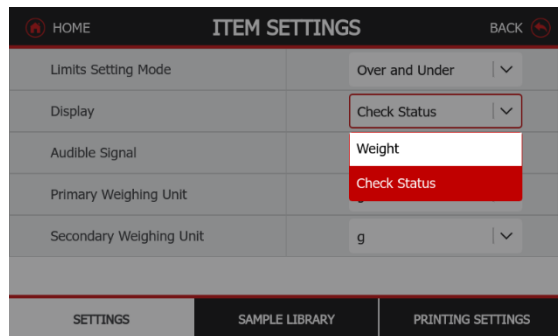 HOME ITEM SETTINGS BACK
Limits Setting Mode Over and Under
Display Check Status
Audible Signal Weight
Check Status
Primary Weighing Unit
Secondary Weighing Unit g
SETTINGS SAMPLE LIBRARY PRINTING SETTINGS